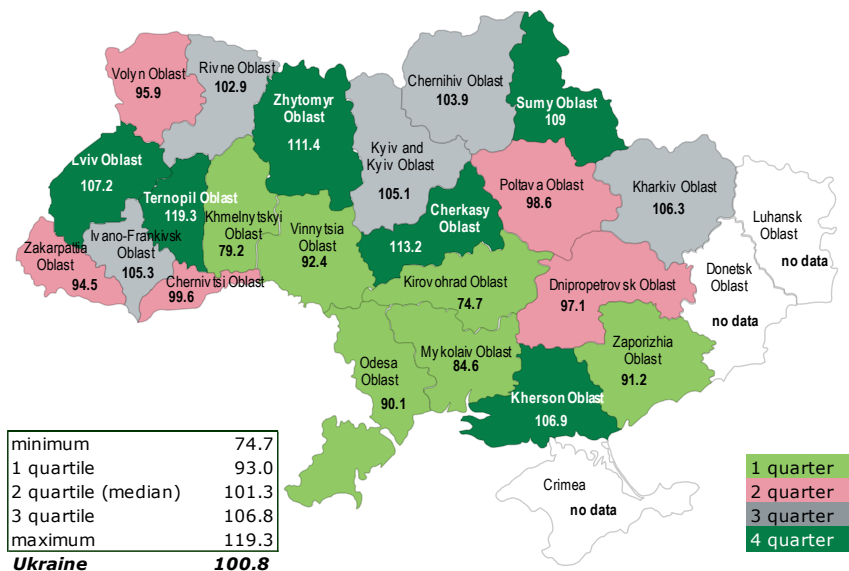 Volyn Oblast
95.9
Rivne Oblast
102.9
Zhytomyr
Oblast
111.4
Chernihiv Oblast
103.9
Sumy Oblast
109
Kyiv and
Kyiv Oblast
105.1
Lviv Oblast
107.2
Ternopil Oblast
119.3
Khmelnytskyi
Oblast
79.2
Vinnytsia
Oblast
92.4
Cherkasy
Oblast
113.2
Poltava Oblast
98.6
Kharkiv Oblast
106.3
Luhansk
Oblast
no data
Zakarpattia
Oblast
94.5
Ivano-Frankivsk
Oblast
105.3
Chernivtsi Oblast
99.6
Kirovohrad Oblast
74.7
Dnipropetrovsk Oblast
97.1
Donetsk
Oblast
no data
Odesa
Oblast
90.1
Mykolaiv Oblast
84.6
Zaporizhia
Oblast
91.2
Kherson Oblast
106.9
Crimea
no data
minimum 74.7
1 quartile 93.0
2 quartile (median) 101.3
3 quartile 106.8
maximum 119.3
Ukraine 100.8
1 quarter
2 quarter
3 quarter
4 quarter